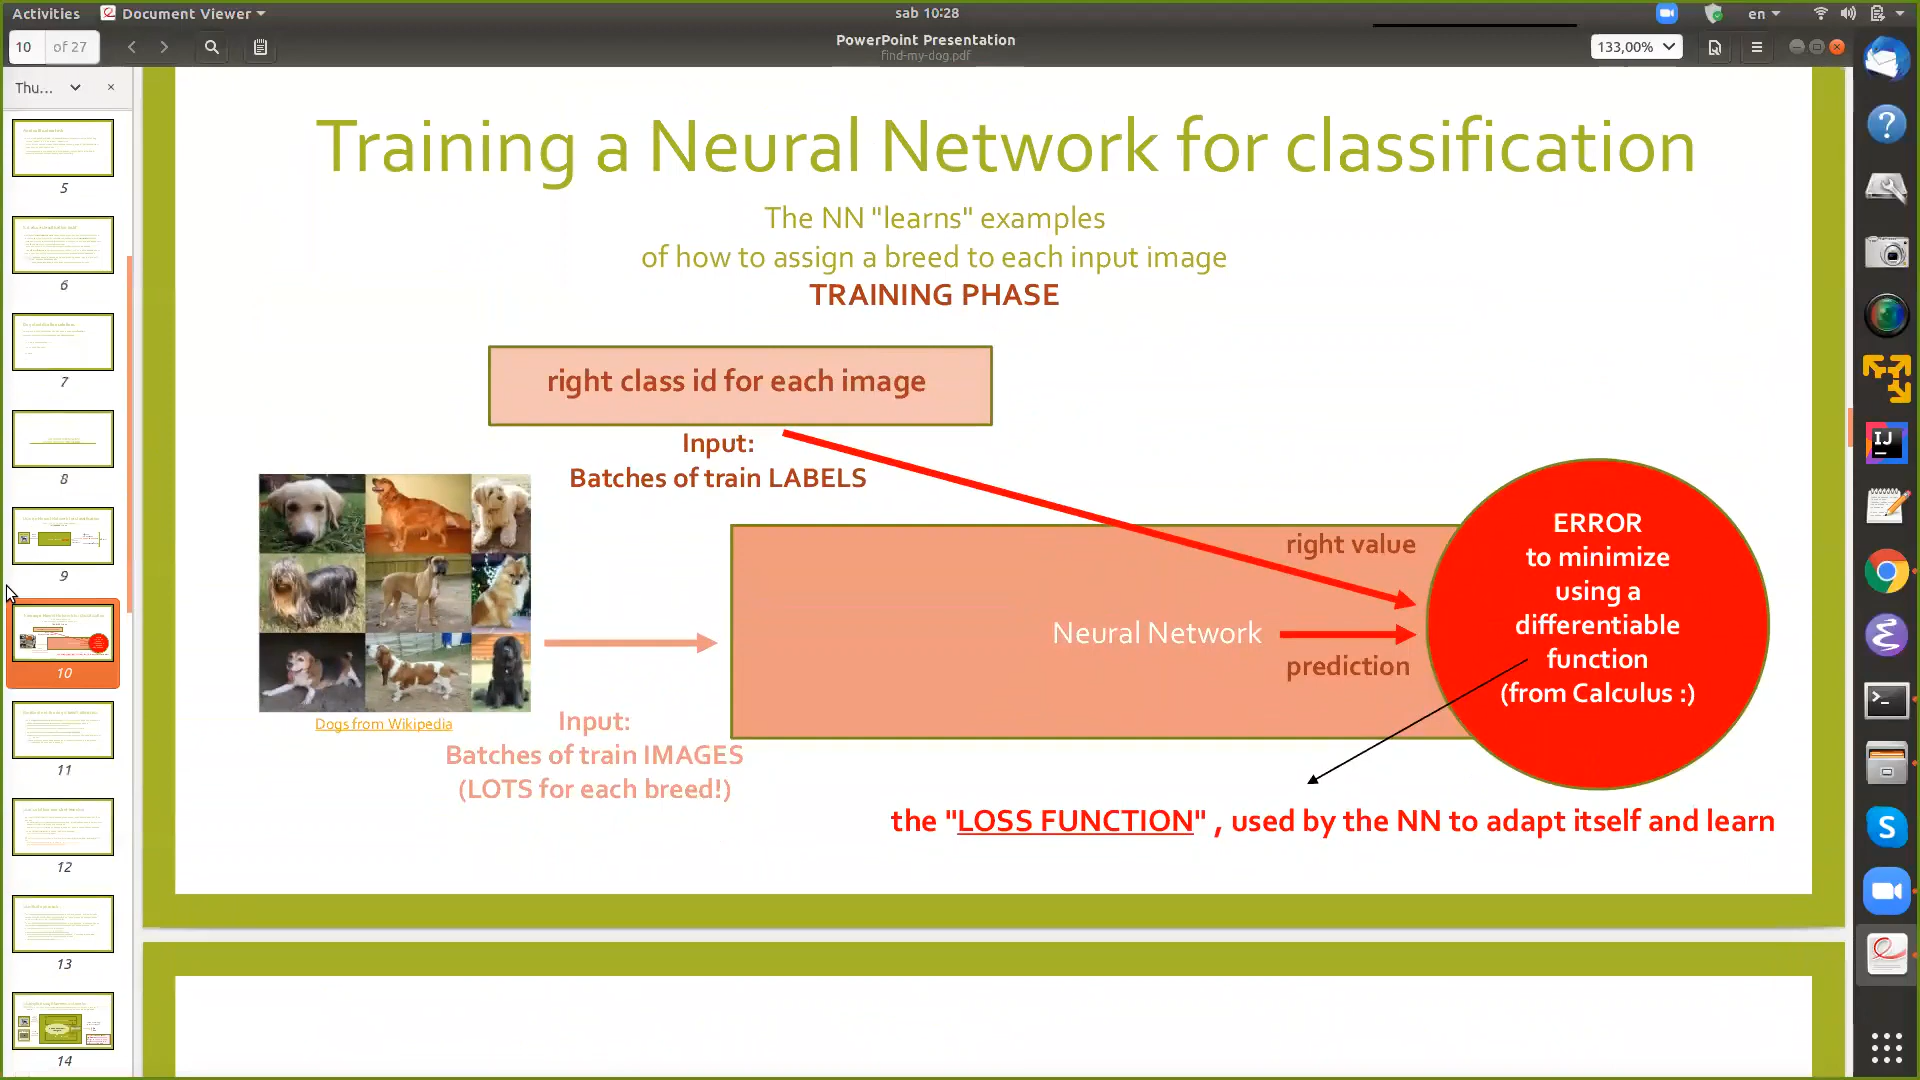 Activities
Document Viewer
sab 10:28
en
10 of 27
PowerPoint Presentation
find-my-dog.pdf
133,00%
Thu...
5
6
7
8
9
10
11
12
13
14
Training a Neural Network for classification
The NN "learns" examples
of how to assign a breed to each input image
TRAINING PHASE
right class id for each image
Input:
Batches of train LABELS
right value
Neural Network
prediction
ERROR
to minimize
using a
differentiable
function
(from Calculus :)
Dogs from Wikipedia
Input:
Batches of train IMAGES
(LOTS for each breed!)
the "LOSS FUNCTION" , used by the NN to adapt itself and learn
IJ
S